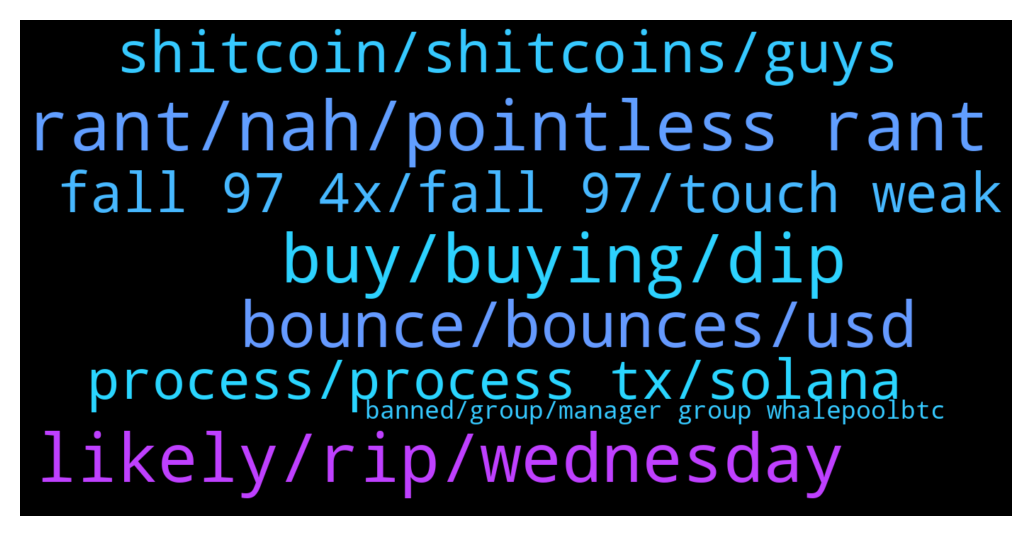 shitcoin/shitcoins/guys
rant/nah/pointless rant
fall 97 4x/fall 97/touch weak
buy/buying/dip
bounce/bounces/usd
process/process tx/solana
banned/group/manager group whalepoolbtc
likely/rip/wednesday